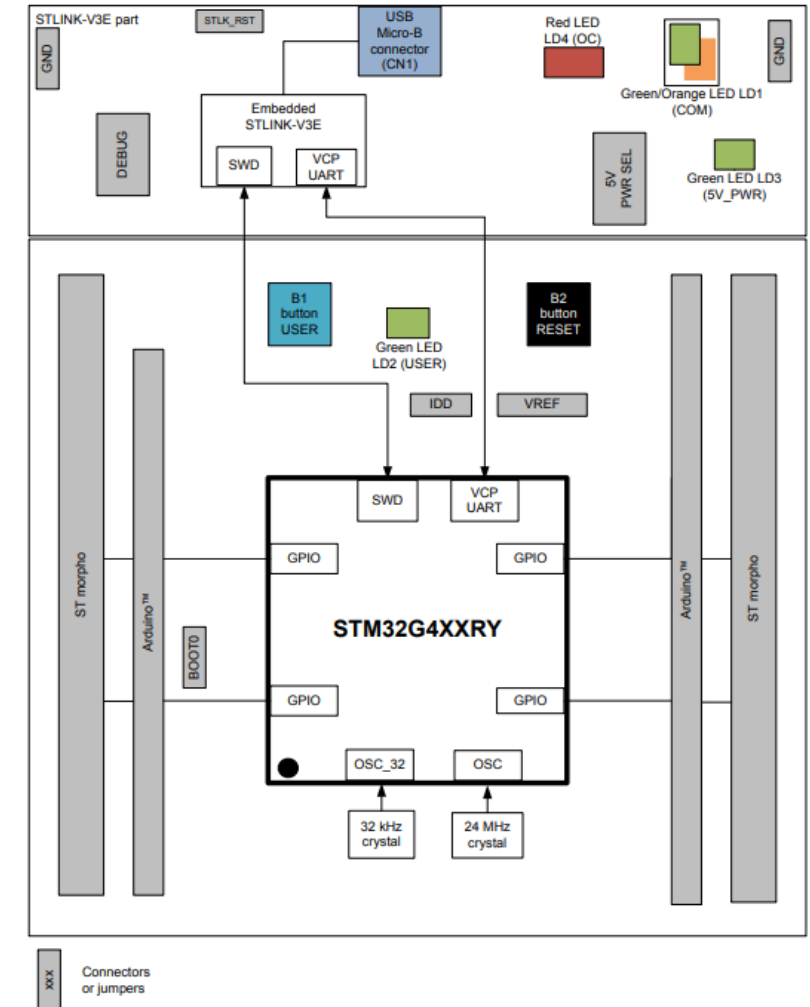 STLINK-V3E part
STLK_RST
USB
Micro-B
connector
(CN1)
Red LED
LD4 (OC)
GND
GND
Green/Orange LED LD1
(COM)
Embedded
STLINK-V3E
SWD
VCP
UART
DEBUG
5V
PWR SEL
Green LED LD3
(5V_PWR)
B1
button
USER
Green LED
LD2 (USER)
B2
button
RESET
IDD
VREF
SWD
VCP
UART
GPIO
GPIO
ST morpho
Arduino™
BOOT0
STM32G4XXRY
Arduino™
ST morpho
GPIO
GPIO
OSC_32
OSC
32 kHz
crystal
24 MHz
crystal
xxx
Connectors
or jumpers